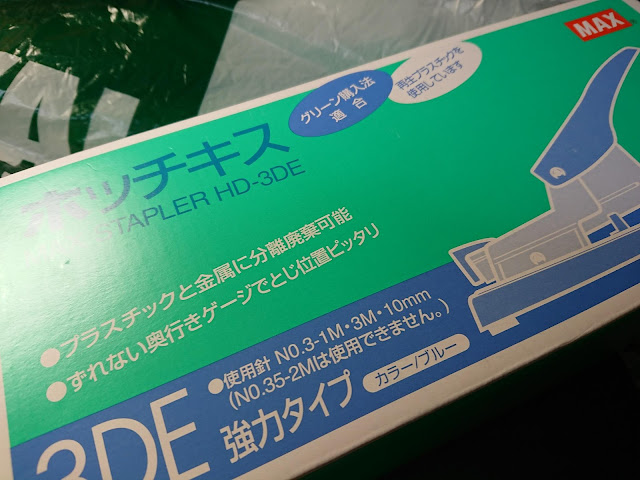 MAX
グリーン購入法
適合
再生プラスチックを
使用しています
ホッチキス
STAPLER HD-3DE
●プラスチックと金属に分離廃棄可能
●ずれない奥行きゲージでとじ位置ピッタリ
●使用針 NO.3-1M・3M・10mm
(NO.35-2Mは使用できません。)
3DE
強力タイプ
カラー/ブルー